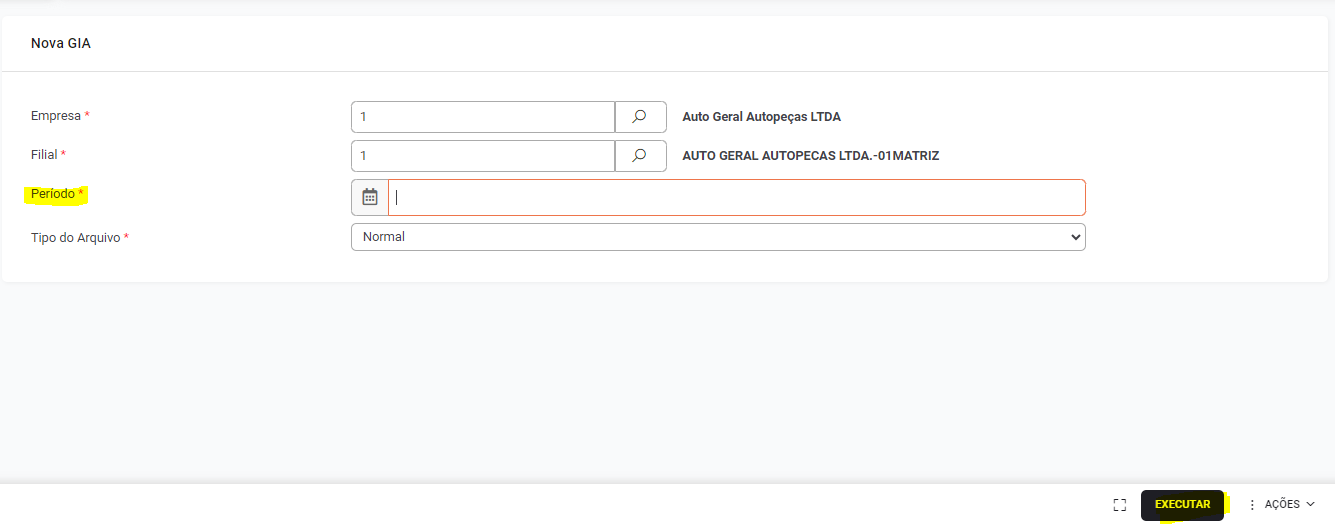 Nova GIA
Empresa * 1 Auto Geral Autopeças LTDA
Filial * 1 AUTO GERAL AUTOPECAS LTDA.-01MATRIZ
Período *
Tipo do Arquivo * Normal
EXECUTAR AÇÕES